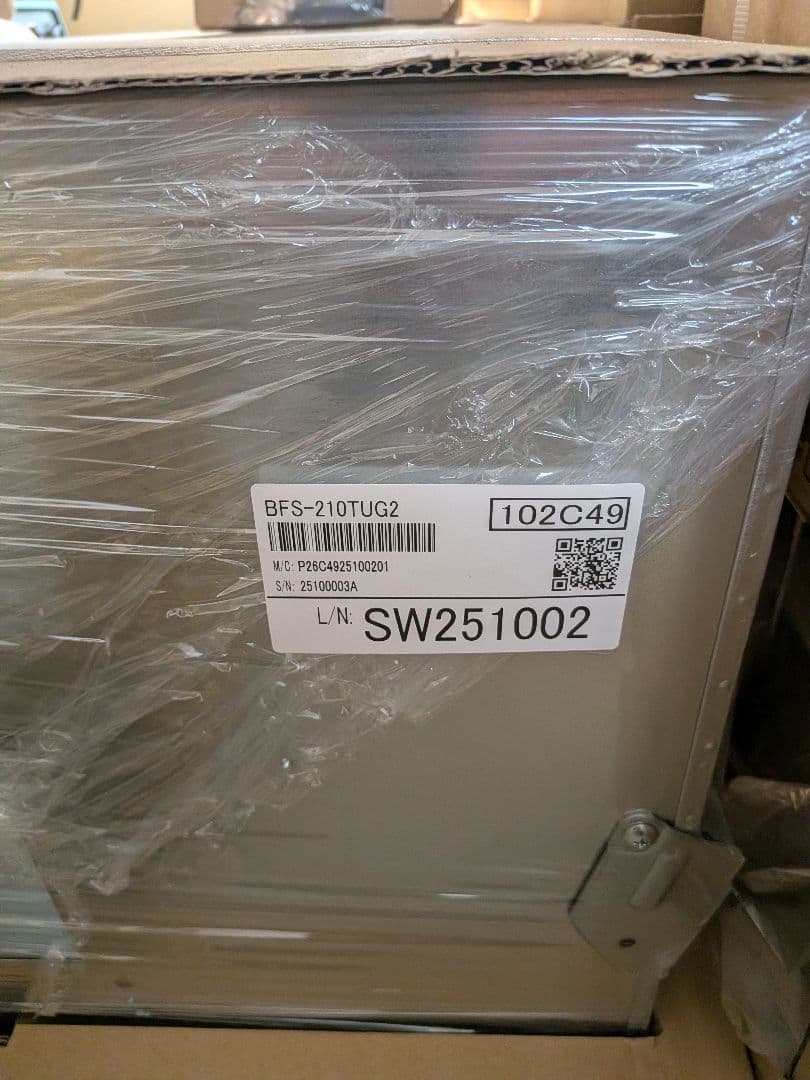 BFS-210TUG2
102C49
M/C: P26C4925100201
S/N: 25100003A
L/N: SW251002